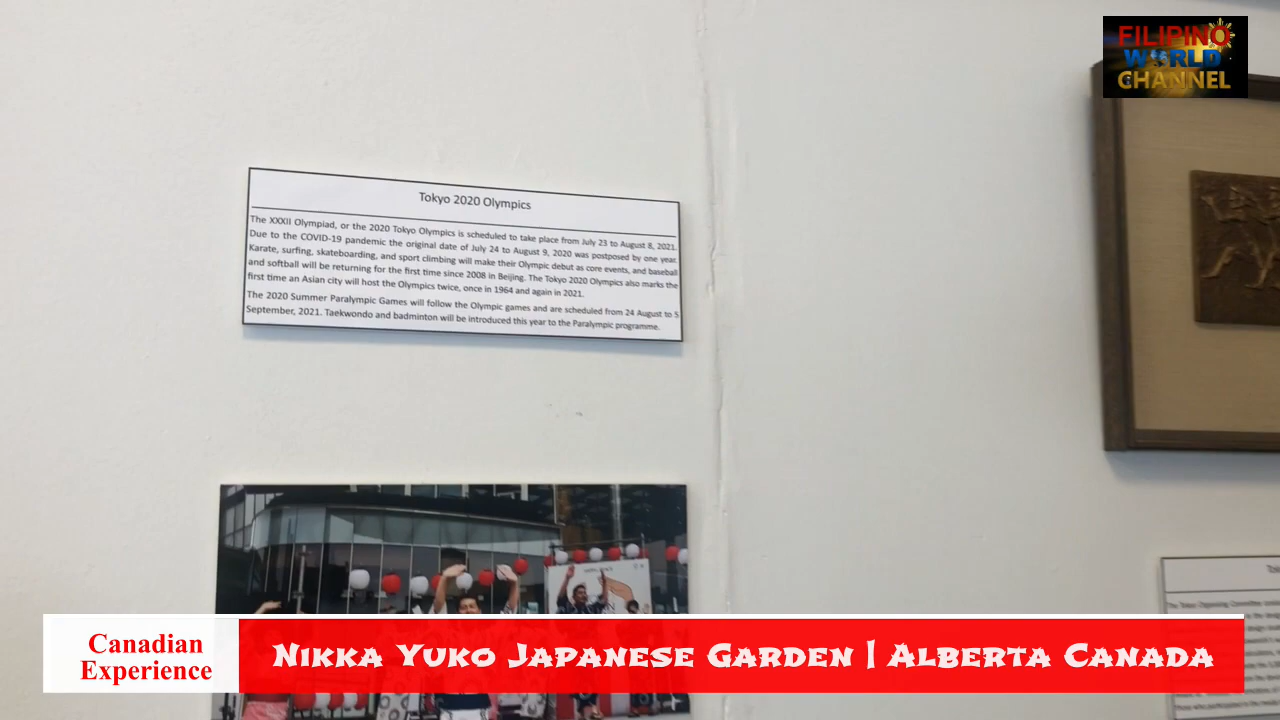 FILIPINO
WORLD
CHANNEL
Tokyo 2020 Olympics
The XXXII Olympiad, or the 2020 Tokyo Olympics is scheduled to take place from July 23 to August 8, 2021.
Due to the COVID-19 pandemic the original date of July 24 to August 9, 2020 was postposed by one year.
Karate, surfing, skateboarding, and sport climbing will make their Olympic debut as core events, and baseball
and softball will be returning for the first time since 2008 in Beijing. The Tokyo 2020 Olympics also marks the
first time an Asian city will host the Olympics twice, once in 1964 and again in 2021.
The 2020 Summer Paralympic Games will follow the Olympic games and are scheduled from 24 August to 5
September, 2021. Taekwondo and badminton will be introduced this year to the Paralympic programme.
Canadian
Experience
Nikka Yuko Japanese Garden | Alberta Canada